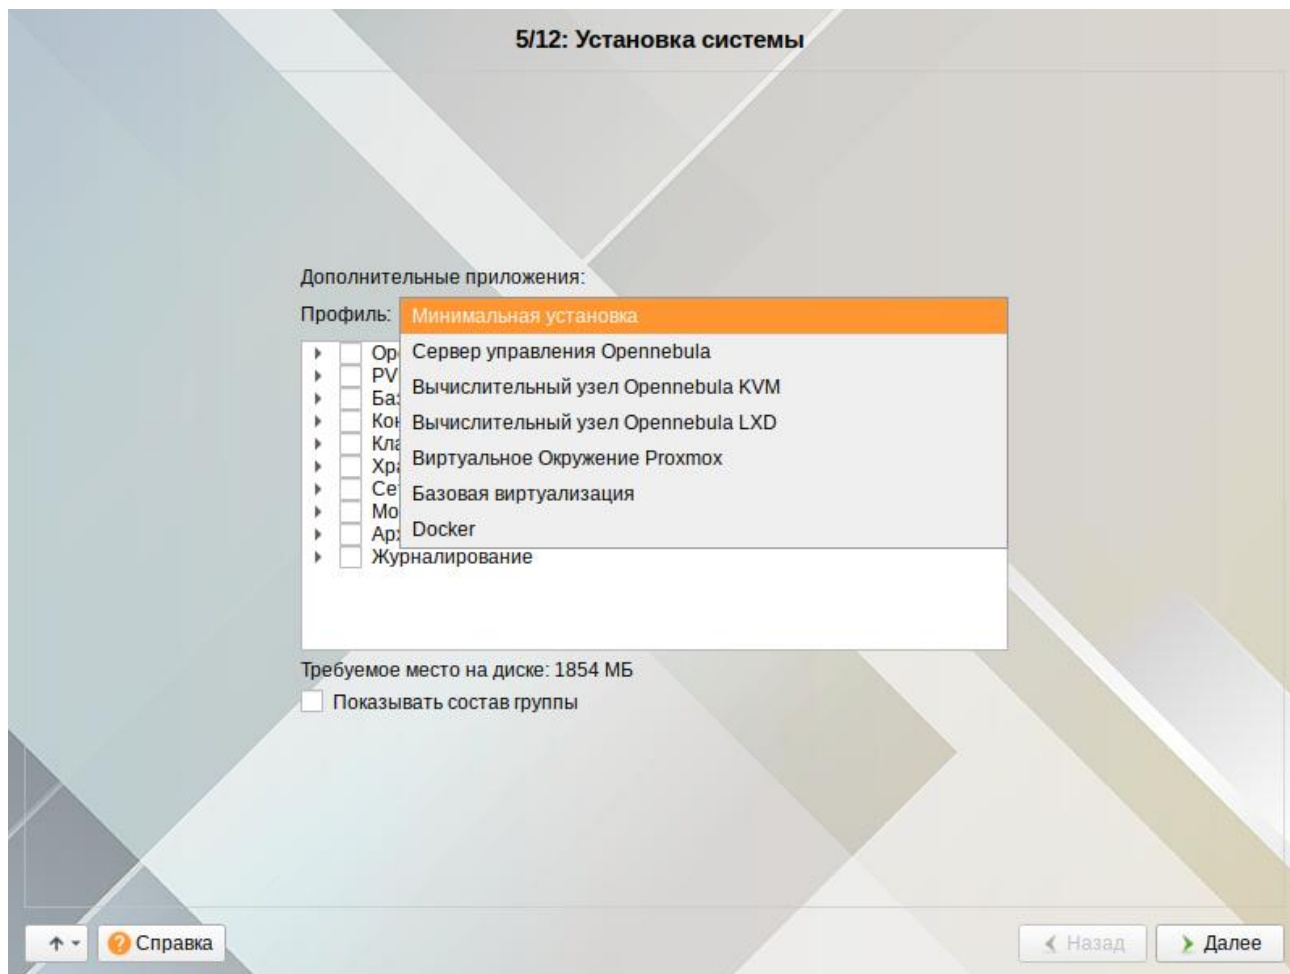 5/12: Установка системы
Дополнительные приложения:
Профиль:
Минимальная установка
Сервер управления Opennebula
Вычислительный узел Opennebula KVM
Вычислительный узел Opennebula LXD
Виртуальное Окружение Proxmox
Базовая виртуализация
Docker
Журналирование
Требуемое место на диске: 1854 МБ
Показывать состав группы
Справка
Назад
Далее